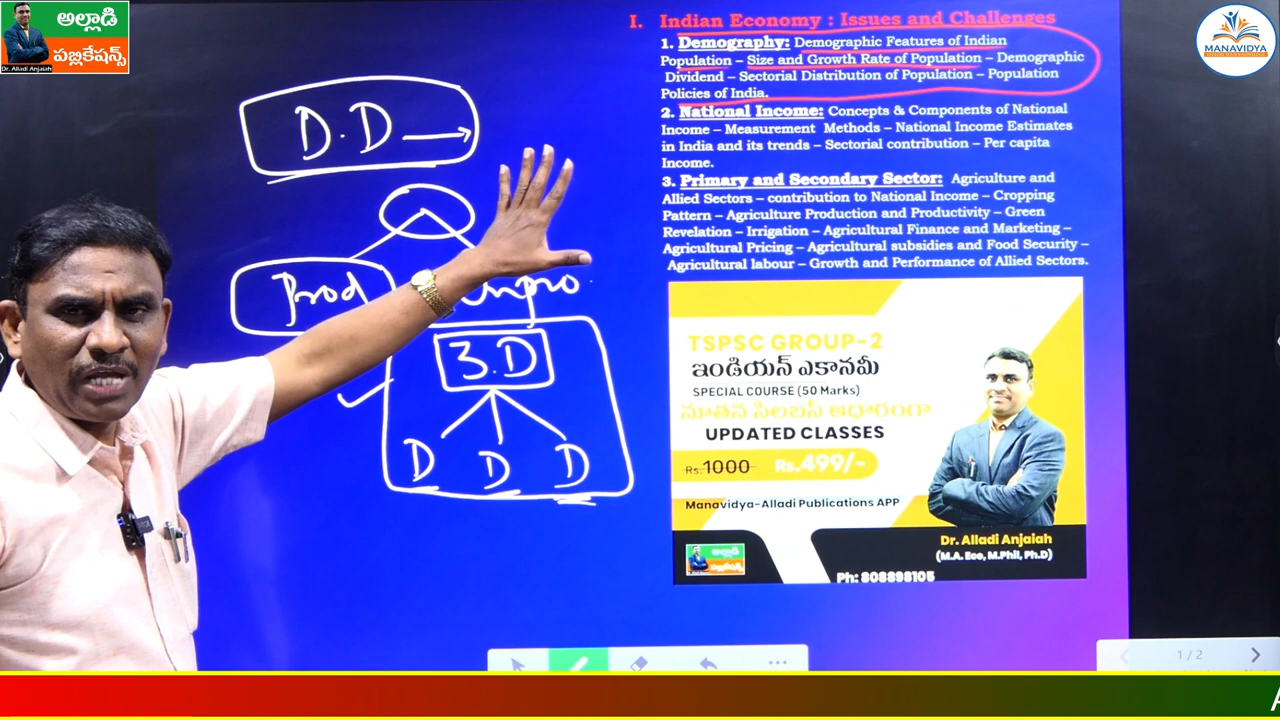 అల్లాడి
పబ్లికేషన్స్
Dr. Alladi Anjaiah
MANAVIDYA
I. Indian Economy : Issues and Challenges
1. Demography: Demographic Features of Indian
Population – Size and Growth Rate of Population – Demographic
Dividend – Sectorial Distribution of Population – Population
Policies of India.
2. National Income: Concepts & Components of National
Income – Measurement Methods – National Income Estimates
in India and its trends – Sectorial contribution – Per capita
Income.
3. Primary and Secondary Sector: Agriculture and
Allied Sectors – contribution to National Income – Cropping
Pattern – Agriculture Production and Productivity – Green
Revelation – Irrigation – Agricultural Finance and Marketing –
Agricultural Pricing – Agricultural subsidies and Food Security –
Agricultural labour – Growth and Performance of Allied Sectors.
D.D
Prod
Unpro
3.D
D D D
TSPSC GROUP-2
ఇండియన్ ఎకానమీ
SPECIAL COURSE (50 Marks)
నూతన సిలబస్ ఆధారంగా
UPDATED CLASSES
Rs.1000 Rs.499/-
Manavidya-Alladi Publications APP
Dr. Alladi Anjaiah
(M.A. Eco, M.Phil, Ph.D)
అల్లాడి
పబ్లికేషన్స్
Ph: 808898105
1 / 2
A